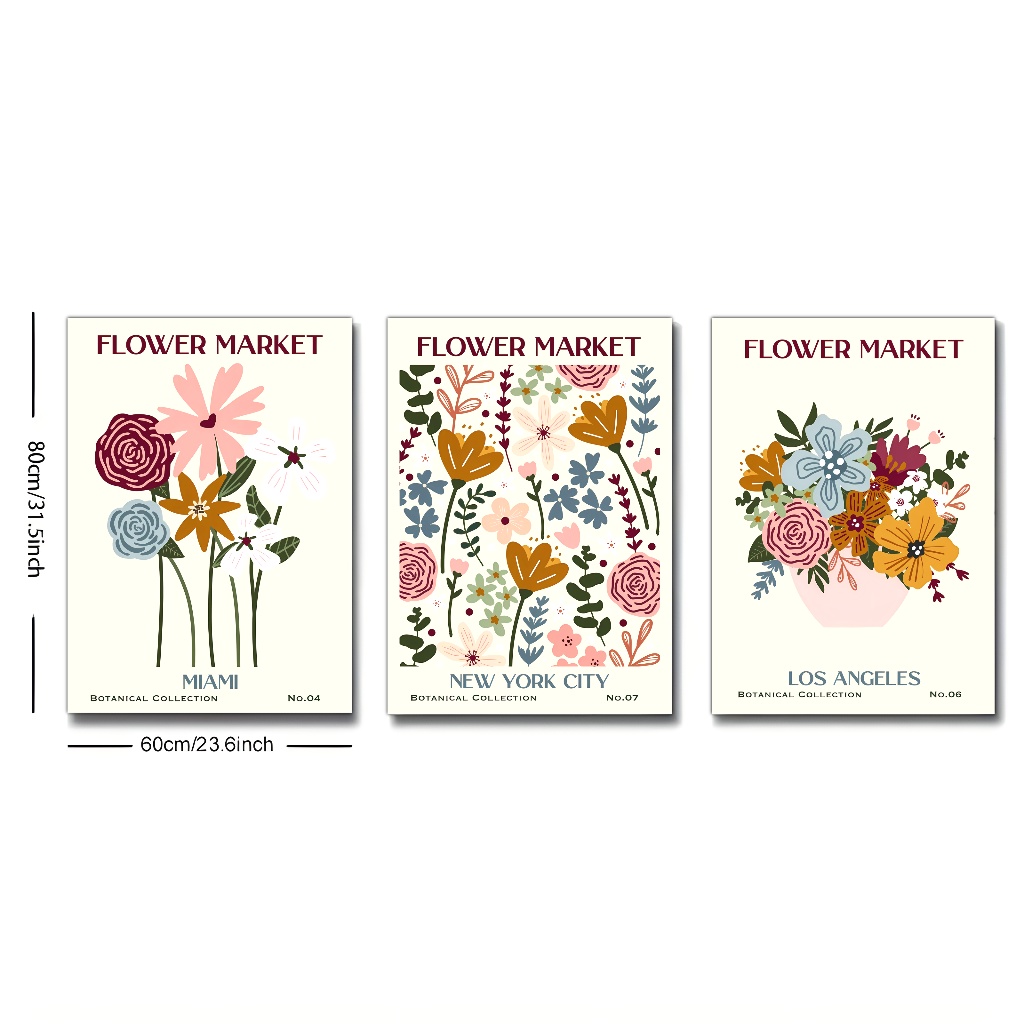 80cm/31.5inch
FLOWER MARKET
MIAMI
BOTANICAL COLLECTION No.04
60cm/23.6inch
FLOWER MARKET
NEW YORK CITY
BOTANICAL COLLECTION No.07
FLOWER MARKET
LOS ANGELES
BOTANICAL COLLECTION No.06